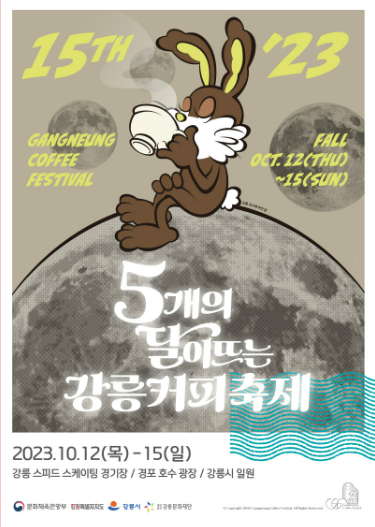 15TH
'23
GANGNEUNG
COFFEE
FESTIVAL
FALL
OCT. 12(THU)
~15(SUN)
5개의
달이뜨는
강릉커피축제
2023.10.12(목) - 15(일)
강릉 스피드 스케이팅 경기장 / 경포 호수 광장 / 강릉시 일원
문화체육관광부 강원특별자치도 강릉시 강릉문화재단